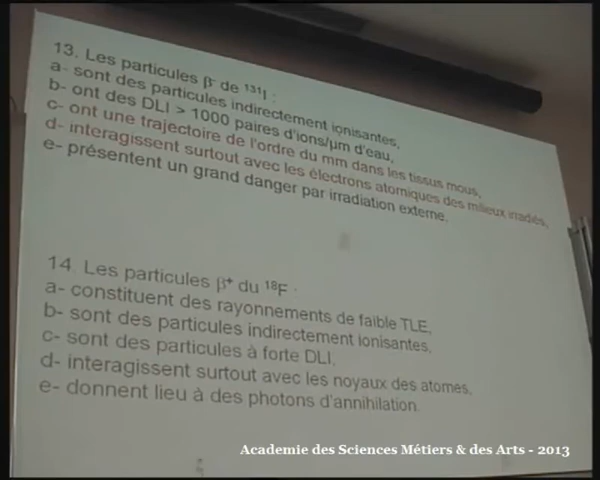 13. Les particules β⁻ de ¹³¹I :
a- sont des particules indirectement ionisantes,
b- ont des DLI > 1000 paires d'ions/µm d'eau,
c- ont une trajectoire de l'ordre du mm dans les tissus mous,
d- interagissent surtout avec les électrons atomiques des milieux irradiés,
e- présentent un grand danger par irradiation externe.
14. Les particules β⁺ du ¹⁸F :
a- constituent des rayonnements de faible TLE,
b- sont des particules indirectement ionisantes,
c- sont des particules à forte DLI,
d- interagissent surtout avec les noyaux des atomes,
e- donnent lieu à des photons d'annihilation.
Academie des Sciences Métiers & des Arts - 2013